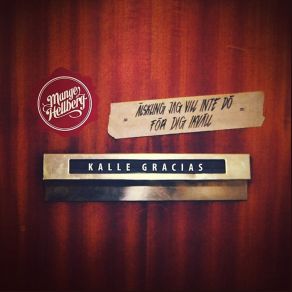 Mange
Hellberg
= ÄLSKLING JAG VILL INTE DÖ =
FÖR DIG IKVÄLL
KALLE GRACIAS